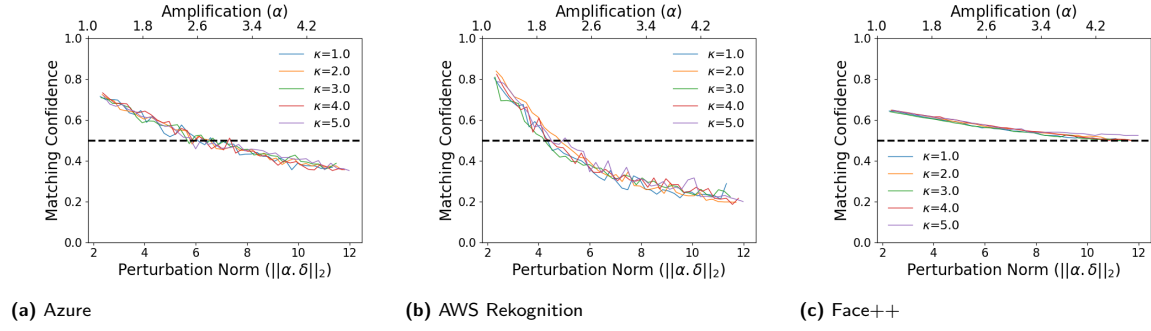 Amplification (α)
1.0 1.8 2.6 3.4 4.2
1.0
0.8
0.6
0.4
0.2
0.0
Matching Confidence
κ=1.0
κ=2.0
κ=3.0
κ=4.0
κ=5.0
2 4 6 8 10 12
Perturbation Norm (||α.δ||₂)
(a) Azure
Amplification (α)
1.0 1.8 2.6 3.4 4.2
1.0
0.8
0.6
0.4
0.2
0.0
Matching Confidence
κ=1.0
κ=2.0
κ=3.0
κ=4.0
κ=5.0
2 4 6 8 10 12
Perturbation Norm (||α.δ||₂)
(b) AWS Rekognition
Amplification (α)
1.0 1.8 2.6 3.4 4.2
1.0
0.8
0.6
0.4
0.2
0.0
Matching Confidence
κ=1.0
κ=2.0
κ=3.0
κ=4.0
κ=5.0
2 4 6 8 10 12
Perturbation Norm (||α.δ||₂)
(c) Face++